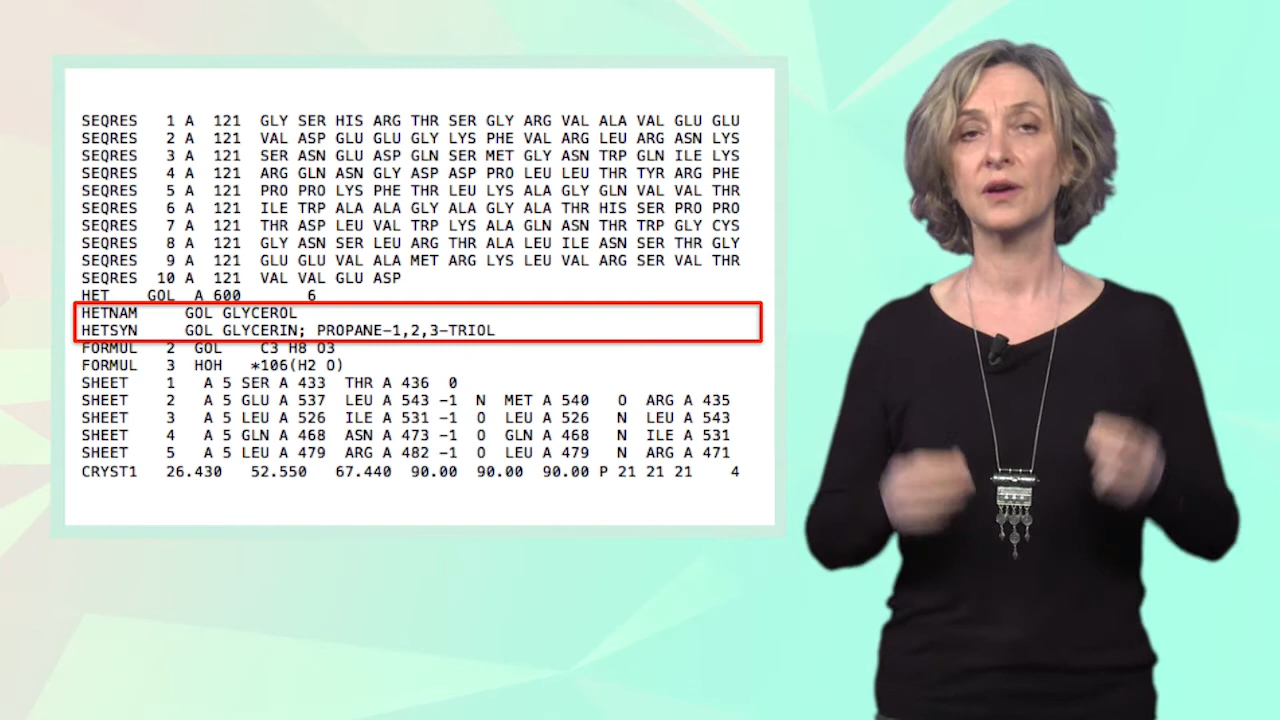 SEQRES 1 A 121 GLY SER HIS ARG THR SER GLY ARG VAL ALA VAL GLU GLU
SEQRES 2 A 121 VAL ASP GLU GLU GLY LYS PHE VAL ARG LEU ARG ASN LYS
SEQRES 3 A 121 SER ASN GLU ASP GLN SER MET GLY ASN TRP GLN ILE LYS
SEQRES 4 A 121 ARG GLN ASN GLY ASP ASP PRO LEU LEU THR TYR ARG PHE
SEQRES 5 A 121 PRO PRO LYS PHE THR LEU LYS ALA GLY GLN VAL VAL THR
SEQRES 6 A 121 ILE TRP ALA ALA GLY ALA GLY ALA THR HIS SER PRO PRO
SEQRES 7 A 121 THR ASP LEU VAL TRP LYS ALA GLN ASN THR TRP GLY CYS
SEQRES 8 A 121 GLY ASN SER LEU ARG THR ALA LEU ILE ASN SER THR GLY
SEQRES 9 A 121 GLU GLU VAL ALA MET ARG LYS LEU VAL ARG SER VAL THR
SEQRES 10 A 121 VAL VAL GLU ASP
HET GOL A 600 6
HETNAM GOL GLYCEROL
HETSYN GOL GLYCERIN; PROPANE-1,2,3-TRIOL
FORMUL 2 GOL C3 H8 O3
FORMUL 3 HOH *106(H2 O)
SHEET 1 A 5 SER A 433 THR A 436 0
SHEET 2 A 5 GLU A 537 LEU A 543 -1 N MET A 540 O ARG A 435
SHEET 3 A 5 LEU A 526 ILE A 531 -1 O LEU A 526 N LEU A 543
SHEET 4 A 5 GLN A 468 ASN A 473 -1 O GLN A 468 N ILE A 531
SHEET 5 A 5 LEU A 479 ARG A 482 -1 O LEU A 479 N ARG A 471
CRYST1 26.430 52.550 67.440 90.00 90.00 90.00 P 21 21 21 4